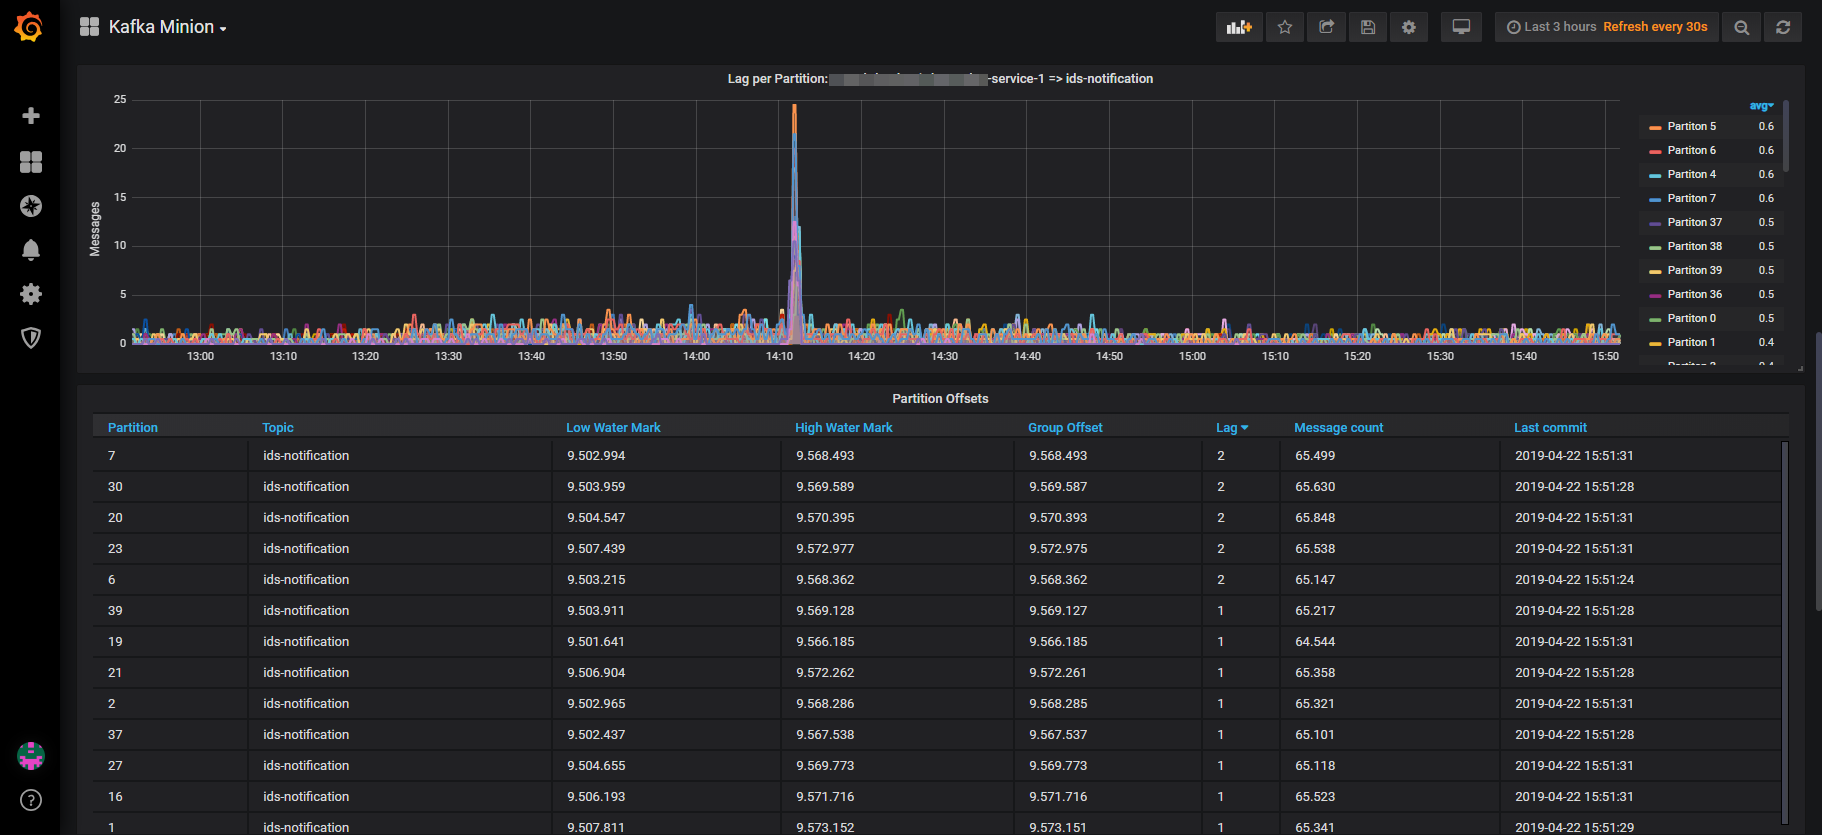 Kafka Minion
Last 3 hours Refresh every 30s
Lag per Partition: -service-1 => ids-notification
Messages
25
20
15
10
5
0
13:00 13:10 13:20 13:30 13:40 13:50 14:00 14:10 14:20 14:30 14:40 14:50 15:00 15:10 15:20 15:30 15:40 15:50
avg
Partiton 5 0.6
Partiton 6 0.6
Partiton 4 0.6
Partiton 7 0.6
Partiton 37 0.5
Partiton 38 0.5
Partiton 39 0.5
Partiton 36 0.5
Partiton 0 0.5
Partiton 1 0.4
Partition Offsets
Partition Topic Low Water Mark High Water Mark Group Offset Lag Message count Last commit
7 ids-notification 9.502.994 9.568.493 9.568.493 2 65.499 2019-04-22 15:51:31
30 ids-notification 9.503.959 9.569.589 9.569.587 2 65.630 2019-04-22 15:51:28
20 ids-notification 9.504.547 9.570.395 9.570.393 2 65.848 2019-04-22 15:51:31
23 ids-notification 9.507.439 9.572.977 9.572.975 2 65.538 2019-04-22 15:51:31
6 ids-notification 9.503.215 9.568.362 9.568.362 2 65.147 2019-04-22 15:51:24
39 ids-notification 9.503.911 9.569.128 9.569.127 1 65.217 2019-04-22 15:51:28
19 ids-notification 9.501.641 9.566.185 9.566.185 1 64.544 2019-04-22 15:51:31
21 ids-notification 9.506.904 9.572.262 9.572.261 1 65.358 2019-04-22 15:51:28
2 ids-notification 9.502.965 9.568.286 9.568.285 1 65.321 2019-04-22 15:51:31
37 ids-notification 9.502.437 9.567.538 9.567.537 1 65.101 2019-04-22 15:51:28
27 ids-notification 9.504.655 9.569.773 9.569.773 1 65.118 2019-04-22 15:51:31
16 ids-notification 9.506.193 9.571.716 9.571.716 1 65.523 2019-04-22 15:51:31
1 ids-notification 9.507.811 9.573.152 9.573.151 1 65.341 2019-04-22 15:51:29